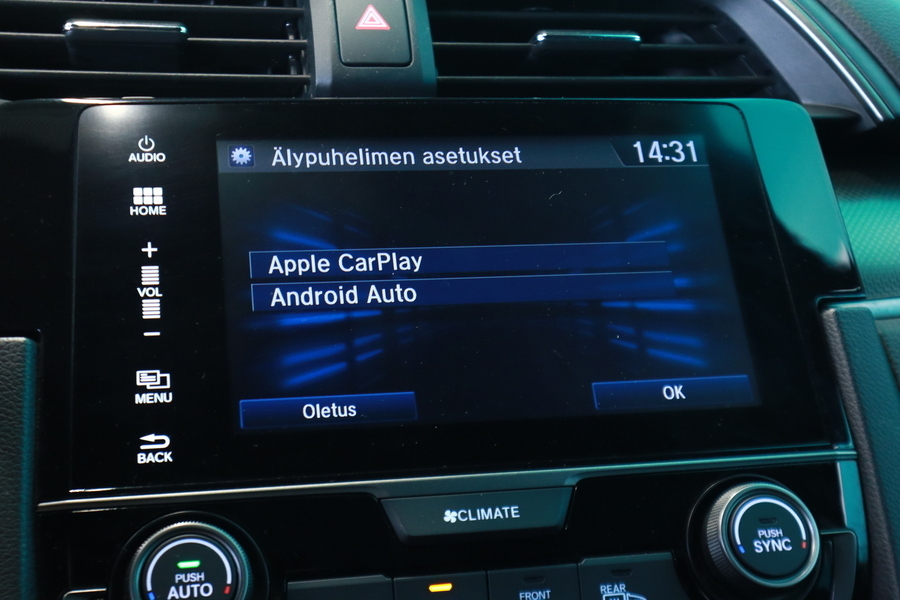 Älypuhelimen asetukset
14:31
AUDIO
HOME
+
VOL
−
MENU
BACK
Apple CarPlay
Android Auto
Oletus
OK
CLIMATE
PUSH
AUTO
PUSH
SYNC
FRONT
REAR